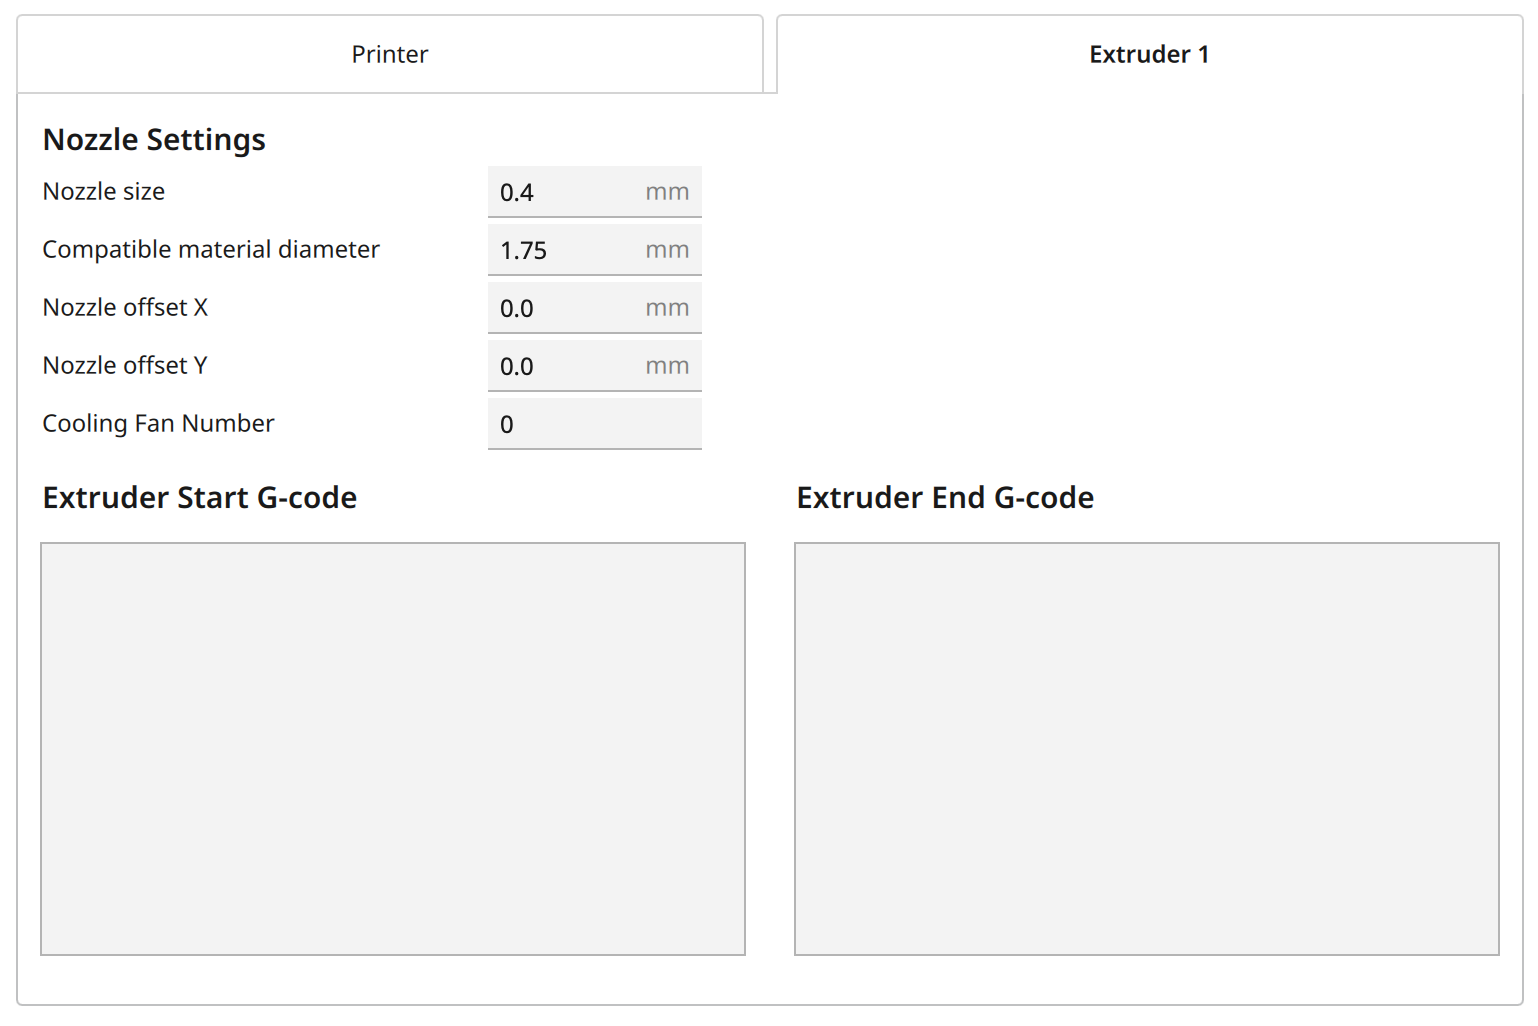 Printer
Extruder 1
Nozzle Settings
Nozzle size 0.4 mm
Compatible material diameter 1.75 mm
Nozzle offset X 0.0 mm
Nozzle offset Y 0.0 mm
Cooling Fan Number 0
Extruder Start G-code
Extruder End G-code